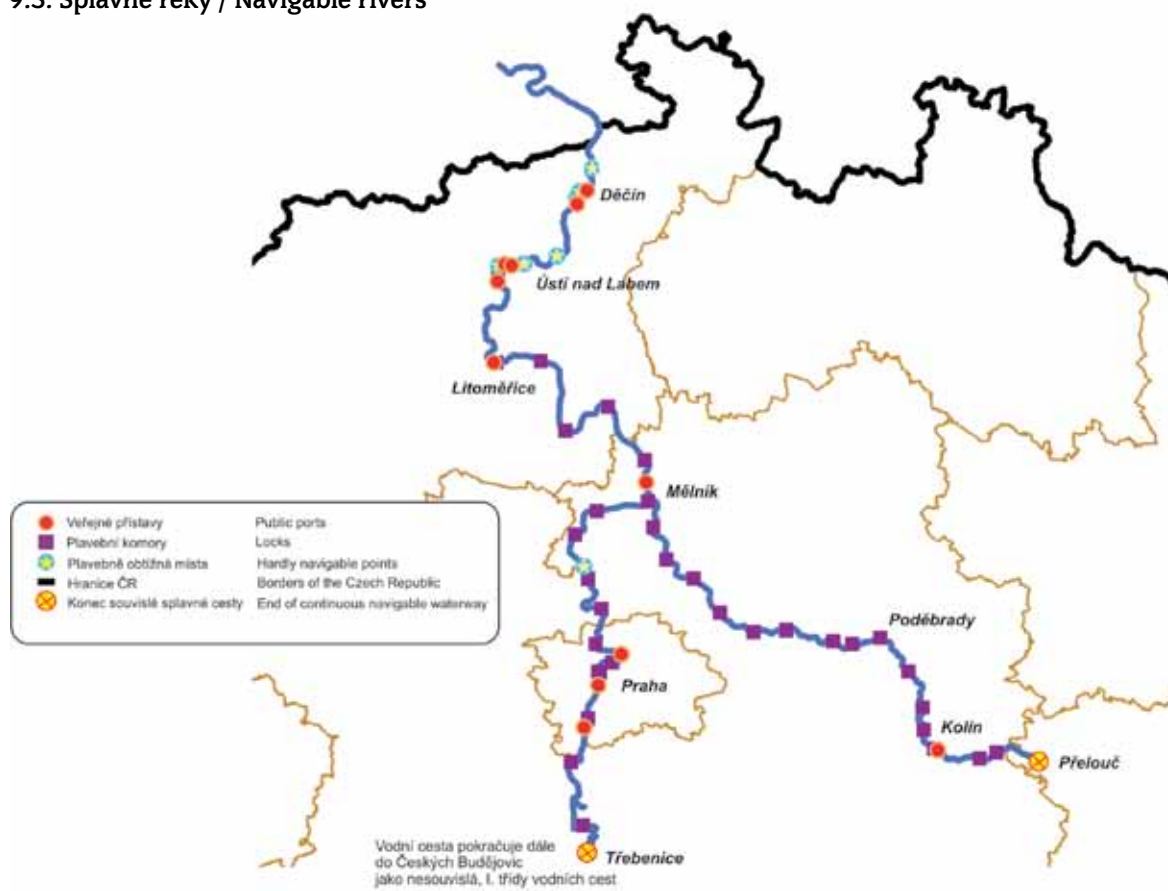 9.3. Splavné řeky / Navigable rivers
Děčín
Ústí nad Labem
Litoměřice
Mělník
Veřejné přístavy Public ports
Plavební komory Locks
Plavebně obtížná místa Hardly navigable points
Hranice ČR Borders of the Czech Republic
Konec souvislé splavné cesty End of continuous navigable waterway
Poděbrady
Praha
Kolín
Přelouč
Třebenice
Vodní cesta pokračuje dále
do Českých Budějovic
jako nesouvislá, I. třídy vodních cest